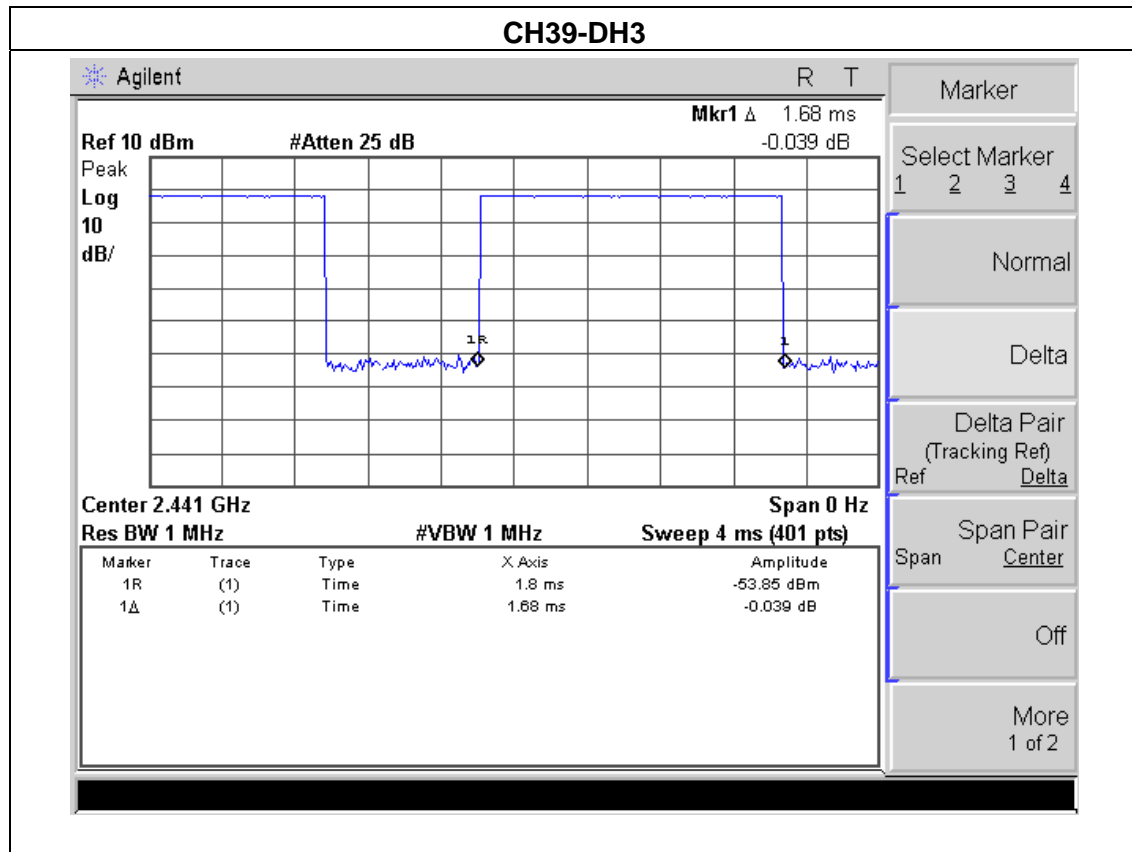 CH39-DH3
Agilent R T
Mkr1 Δ 1.68 ms
Ref 10 dBm #Atten 25 dB -0.039 dB
Peak
Log
10
dB/
1R
1
Center 2.441 GHz Span 0 Hz
Res BW 1 MHz #VBW 1 MHz Sweep 4 ms (401 pts)
Marker Trace Type X Axis Amplitude
1R (1) Time 1.8 ms -53.85 dBm
1Δ (1) Time 1.68 ms -0.039 dB
Marker
Select Marker
1 2 3 4
Normal
Delta
Delta Pair
(Tracking Ref)
Ref Delta
Span Pair
Span Center
Off
More
1 of 2